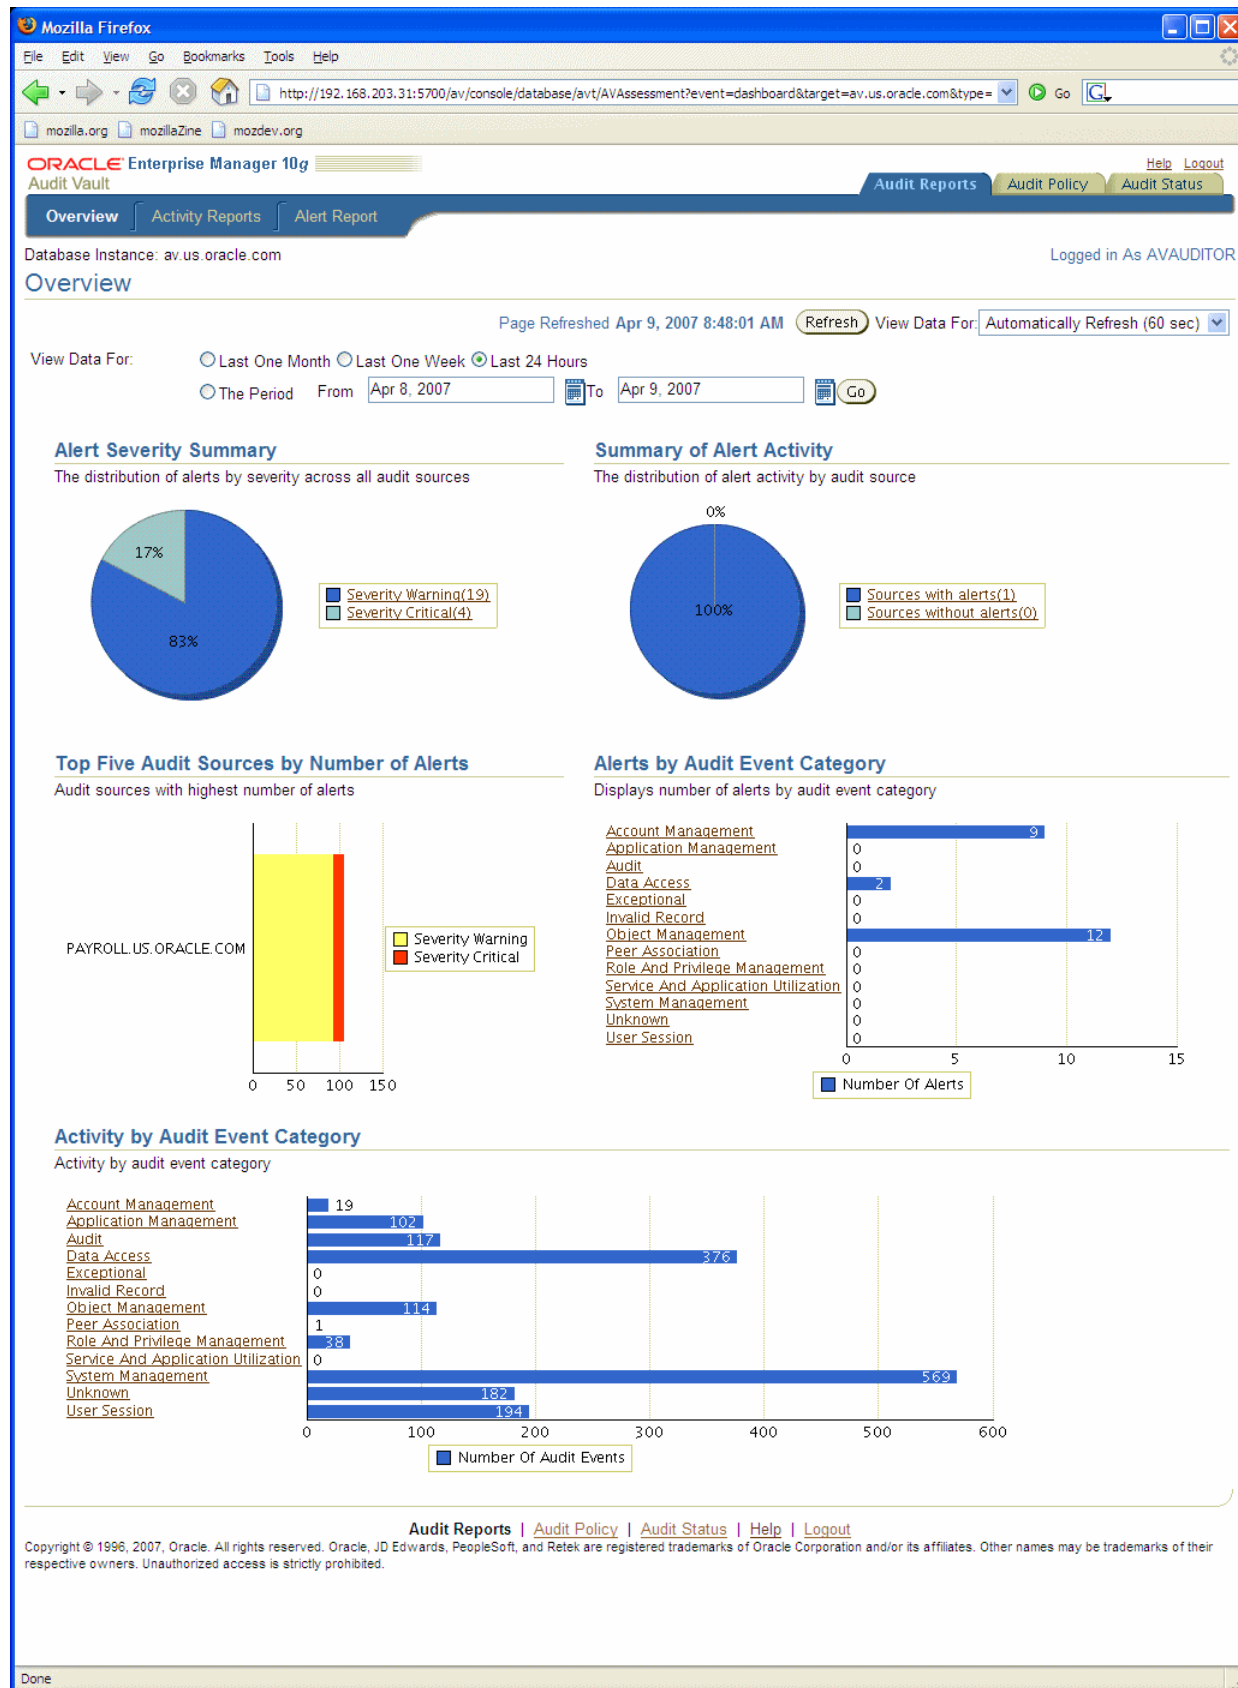 Mozilla Firefox
File Edit View Go Bookmarks Tools Help
http://192.168.203.31:5700/av/console/database/avt/AVAssessment?event=dashboard&target=av.us.oracle.com&type= Go G
mozilla.org mozillaZine mozdev.org
ORACLE Enterprise Manager 10g
Help Logout
Audit Vault
Audit Reports Audit Policy Audit Status
Overview Activity Reports Alert Report
Database Instance: av.us.oracle.com
Logged in As AVAUDITOR
Overview
Page Refreshed Apr 9, 2007 8:48:01 AM Refresh View Data For: Automatically Refresh (60 sec)
View Data For: Last One Month Last One Week Last 24 Hours
The Period From Apr 8, 2007 To Apr 9, 2007 Go
Alert Severity Summary
The distribution of alerts by severity across all audit sources
17%
83%
Severity Warning(19)
Severity Critical(4)
Summary of Alert Activity
The distribution of alert activity by audit source
0%
100%
Sources with alerts(1)
Sources without alerts(0)
Top Five Audit Sources by Number of Alerts
Audit sources with highest number of alerts
PAYROLL.US.ORACLE.COM
Severity Warning
Severity Critical
0 50 100 150
Alerts by Audit Event Category
Displays number of alerts by audit event category
Account Management 9
Application Management 0
Audit 0
Data Access 2
Exceptional 0
Invalid Record 0
Object Management 12
Peer Association 0
Role And Privilege Management 0
Service And Application Utilization 0
System Management 0
Unknown 0
User Session 0
0 5 10 15
Number Of Alerts
Activity by Audit Event Category
Activity by audit event category
Account Management 19
Application Management 102
Audit 117
Data Access 376
Exceptional 0
Invalid Record 0
Object Management 114
Peer Association 1
Role And Privilege Management 38
Service And Application Utilization 0
System Management 569
Unknown 182
User Session 194
0 100 200 300 400 500 600
Number Of Audit Events
Audit Reports | Audit Policy | Audit Status | Help | Logout
Copyright © 1996, 2007, Oracle. All rights reserved. Oracle, JD Edwards, PeopleSoft, and Retek are registered trademarks of Oracle Corporation and/or its affiliates. Other names may be trademarks of their
respective owners. Unauthorized access is strictly prohibited.
Done